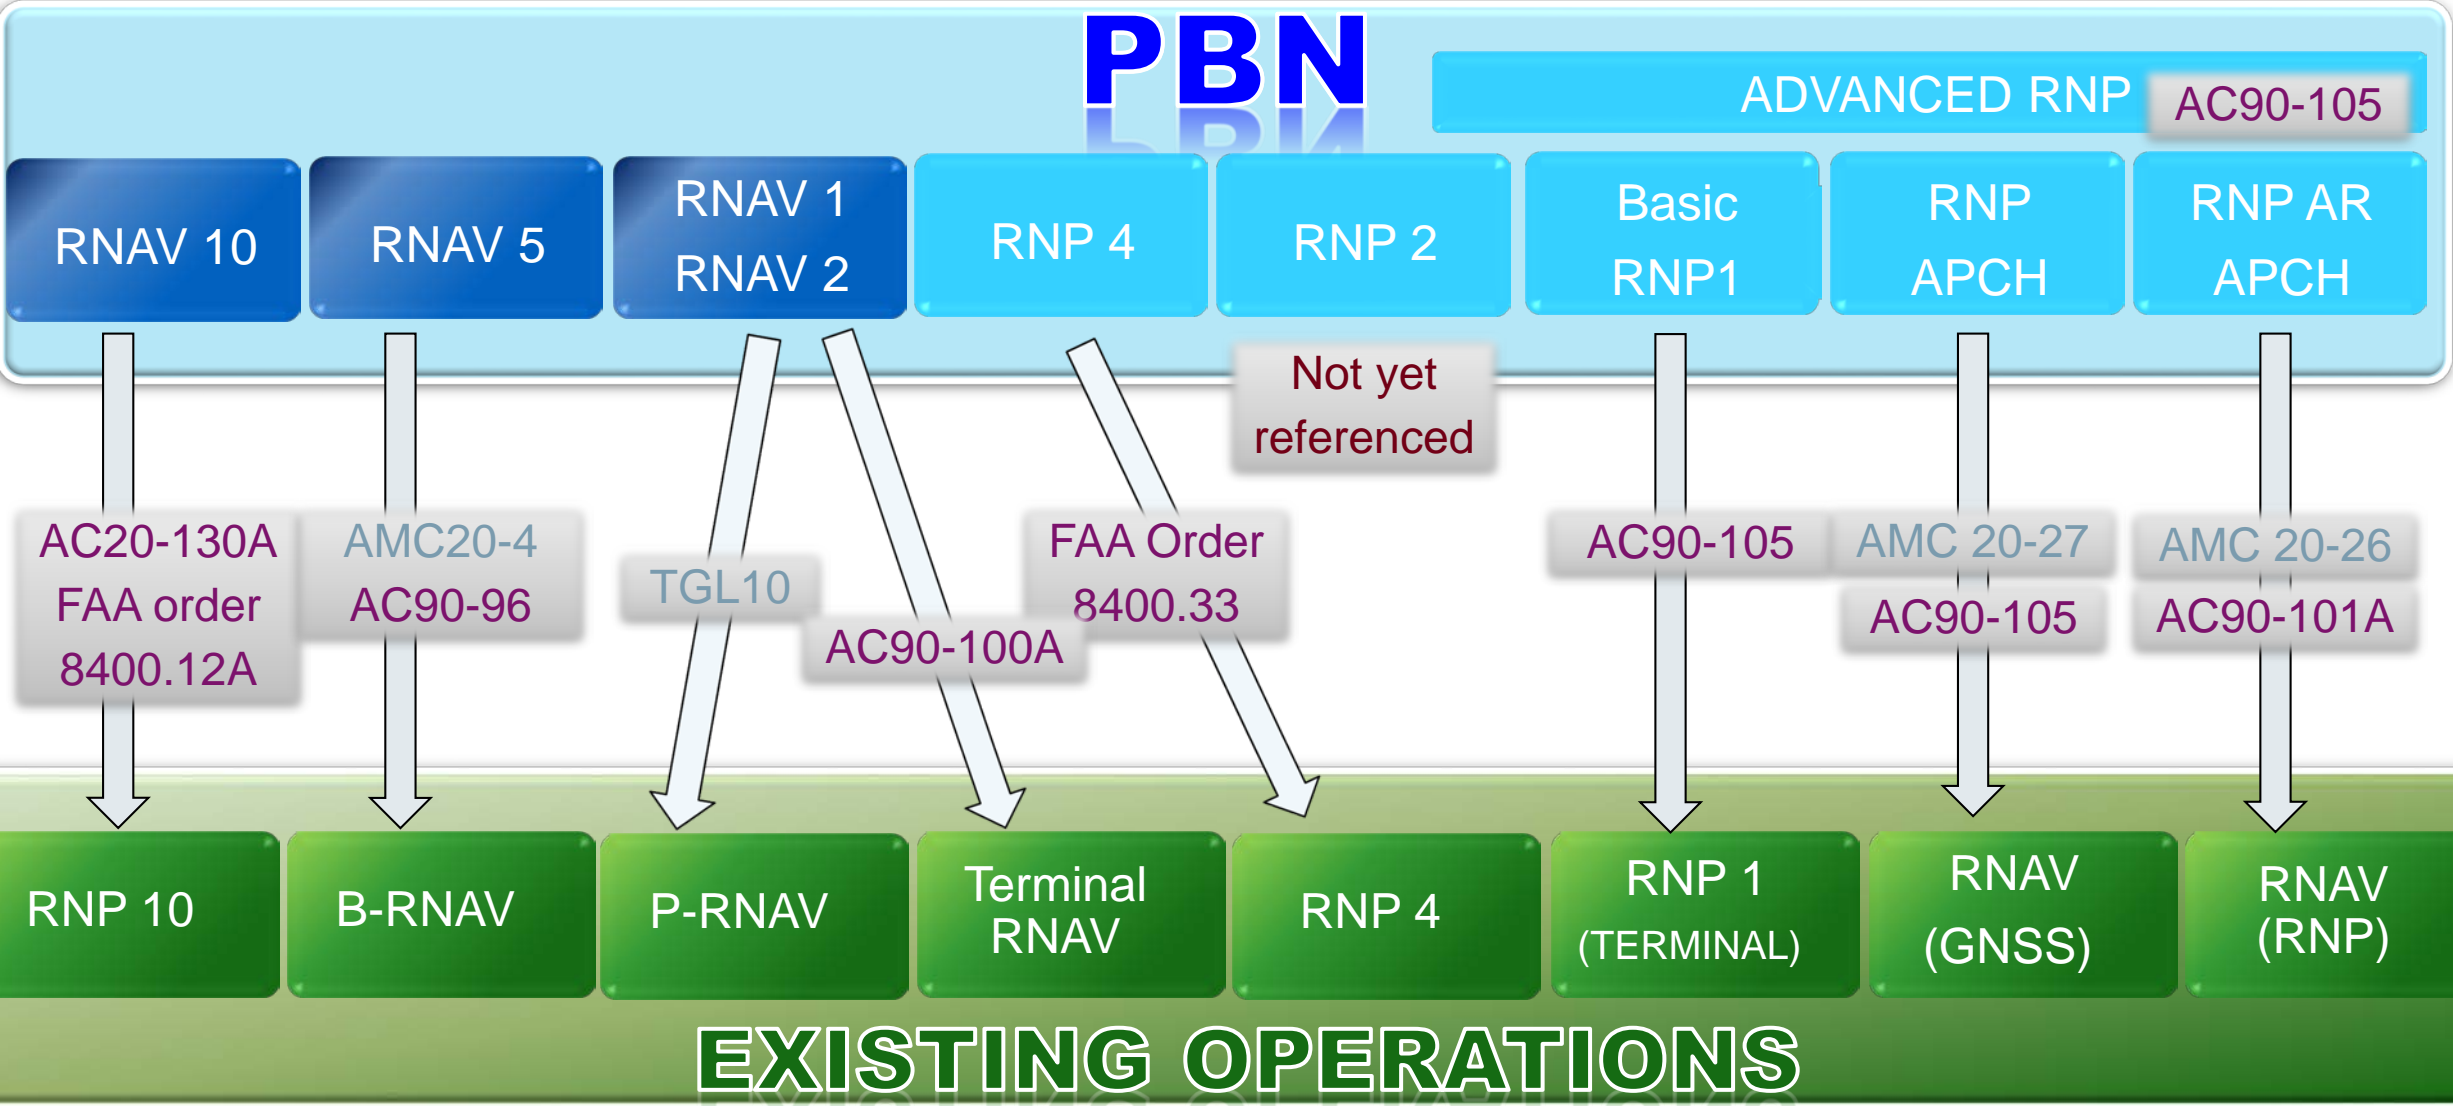 PBN
ADVANCED RNP
AC90-105
RNAV 10
RNAV 5
RNAV 1
RNAV 2
RNP 4
RNP 2
Basic
RNP1
RNP
APCH
RNP AR
APCH
Not yet
referenced
AC20-130A
FAA order
8400.12A
AMC20-4
AC90-96
TGL10
AC90-100A
FAA Order
8400.33
AC90-105
AMC 20-27
AC90-105
AMC 20-26
AC90-101A
RNP 10
B-RNAV
P-RNAV
Terminal
RNAV
RNP 4
RNP 1
(TERMINAL)
RNAV
(GNSS)
RNAV
(RNP)
EXISTING OPERATIONS